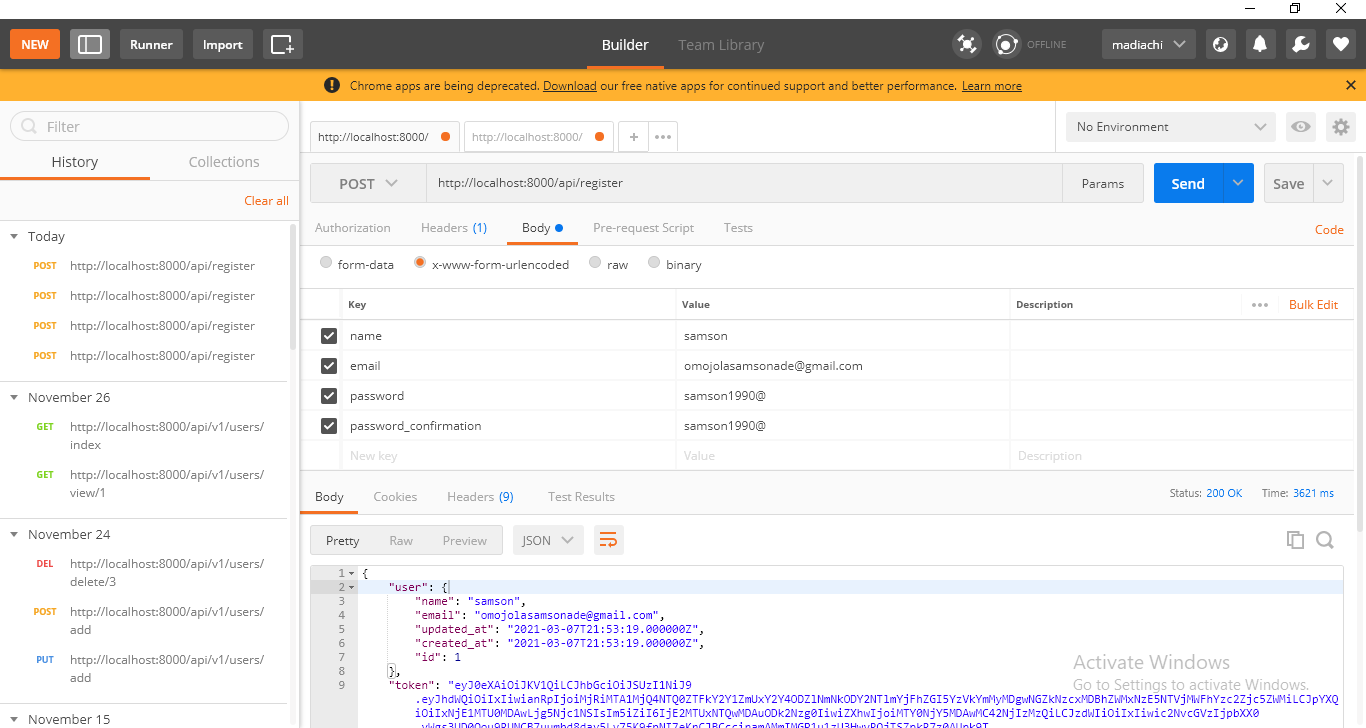 NEW Runner Import Builder Team Library OFFLINE madiachi
Chrome apps are being deprecated. Download our free native apps for continued support and better performance. Learn more
Filter
History Collections
Clear all
Today
POST http://localhost:8000/api/register
POST http://localhost:8000/api/register
POST http://localhost:8000/api/register
POST http://localhost:8000/api/register
November 26
GET http://localhost:8000/api/v1/users/
index
GET http://localhost:8000/api/v1/users/
view/1
November 24
DEL http://localhost:8000/api/v1/users/
delete/3
POST http://localhost:8000/api/v1/users/
add
PUT http://localhost:8000/api/v1/users/
add
November 15
http://localhost:8000/ http://localhost:8000/ + ••• No Environment
POST http://localhost:8000/api/register Params Send Save
Authorization Headers (1) Body Pre-request Script Tests Code
form-data x-www-form-urlencoded raw binary
Key Value Description ••• Bulk Edit
name samson
email omojolasamsonade@gmail.com
password samson1990@
password_confirmation samson1990@
New key Value Description
Body Cookies Headers (9) Test Results Status: 200 OK Time: 3621 ms
Pretty Raw Preview JSON
1 {
2 "user": {
3 "name": "samson",
4 "email": "omojolasamsonade@gmail.com",
5 "updated_at": "2021-03-07T21:53:19.000000Z",
6 "created_at": "2021-03-07T21:53:19.000000Z",
7 "id": 1
8 },
9 "token": "eyJ0eXAiOiJKV1QiLCJhbGciOiJSUzI1NiJ9
Activate Windows
Go to Settings to activate Windows.